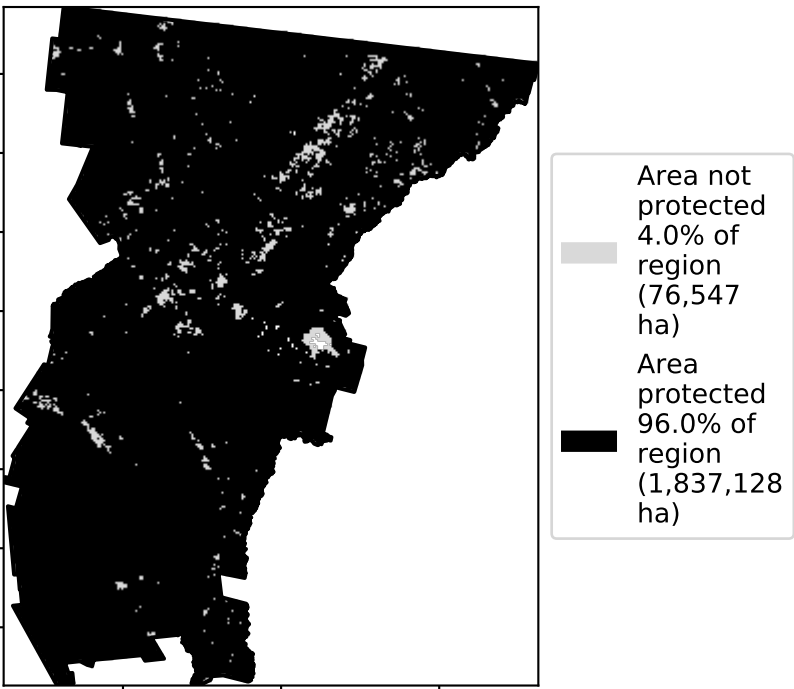 Area not
protected
4.0% of
region
(76,547
ha)
Area
protected
96.0% of
region
(1,837,128
ha)